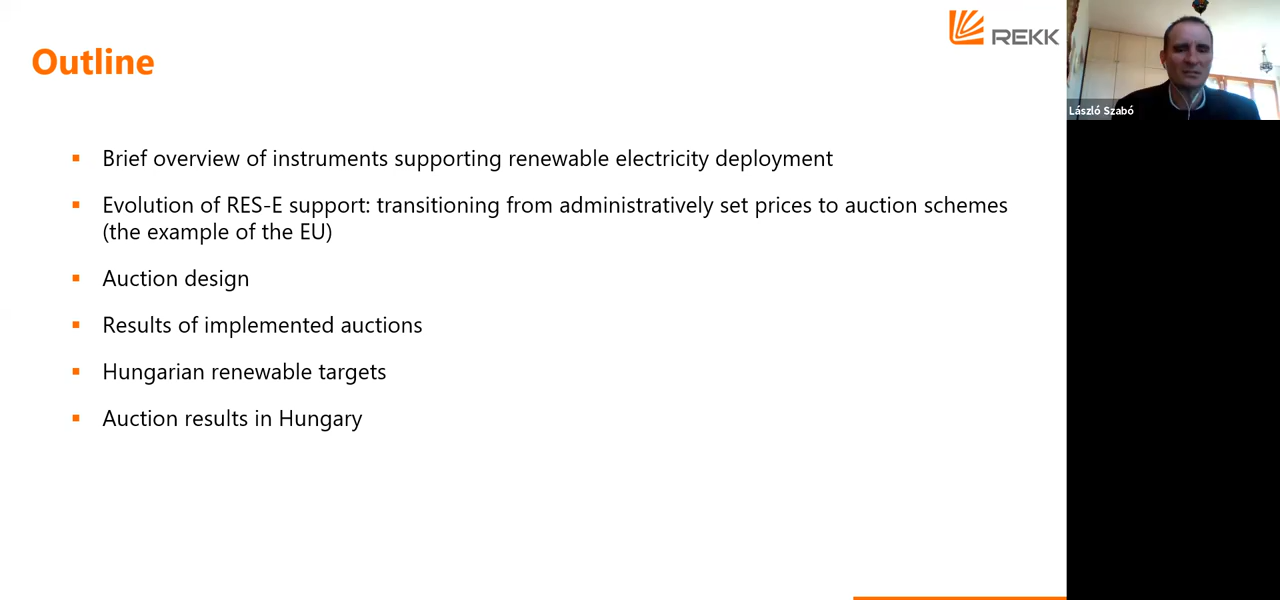 REKK
Outline
László Szabó
Brief overview of instruments supporting renewable electricity deployment
Evolution of RES-E support: transitioning from administratively set prices to auction schemes
(the example of the EU)
Auction design
Results of implemented auctions
Hungarian renewable targets
Auction results in Hungary